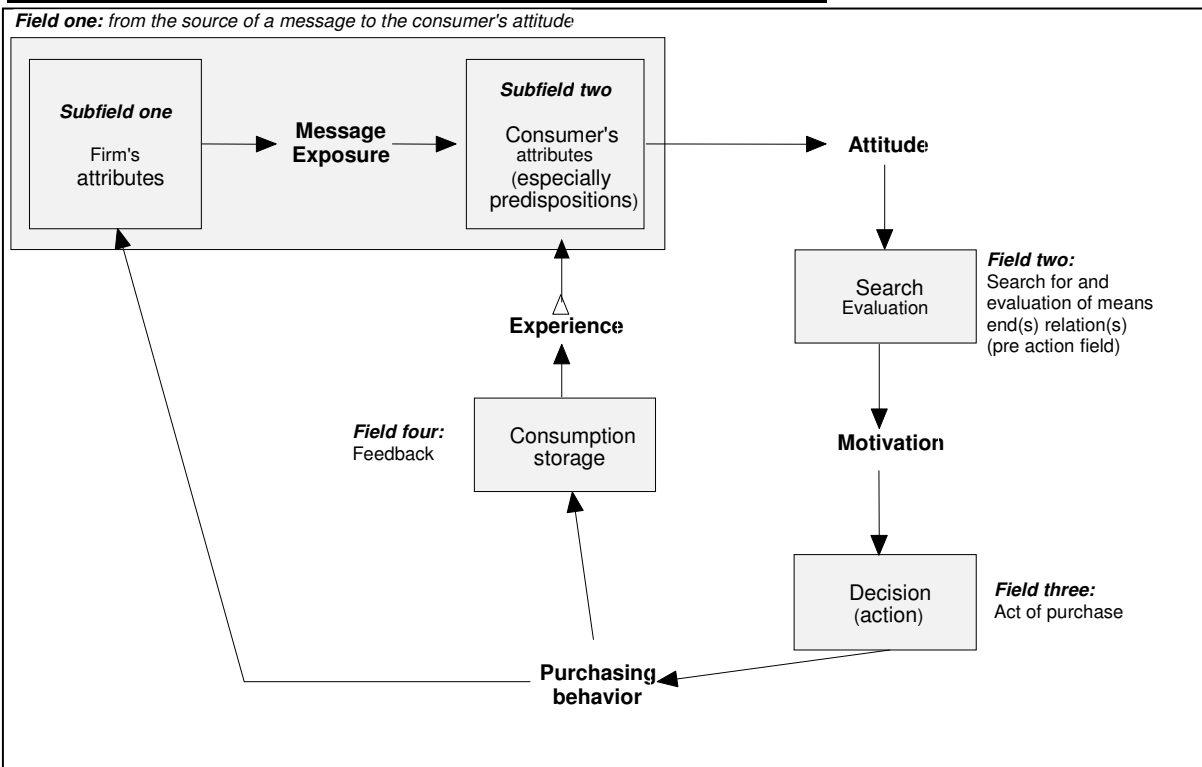 Field one: from the source of a message to the consumer's attitude
Subfield one
Firm's
attributes
Message
Exposure
Subfield two
Consumer's
attributes
(especially
predispositions)
Attitude
Search
Evaluation
Field two:
Search for and
evaluation of means
end(s) relation(s)
(pre action field)
Experience
Motivation
Field four:
Feedback
Consumption
storage
Decision
(action)
Field three:
Act of purchase
Purchasing
behavior